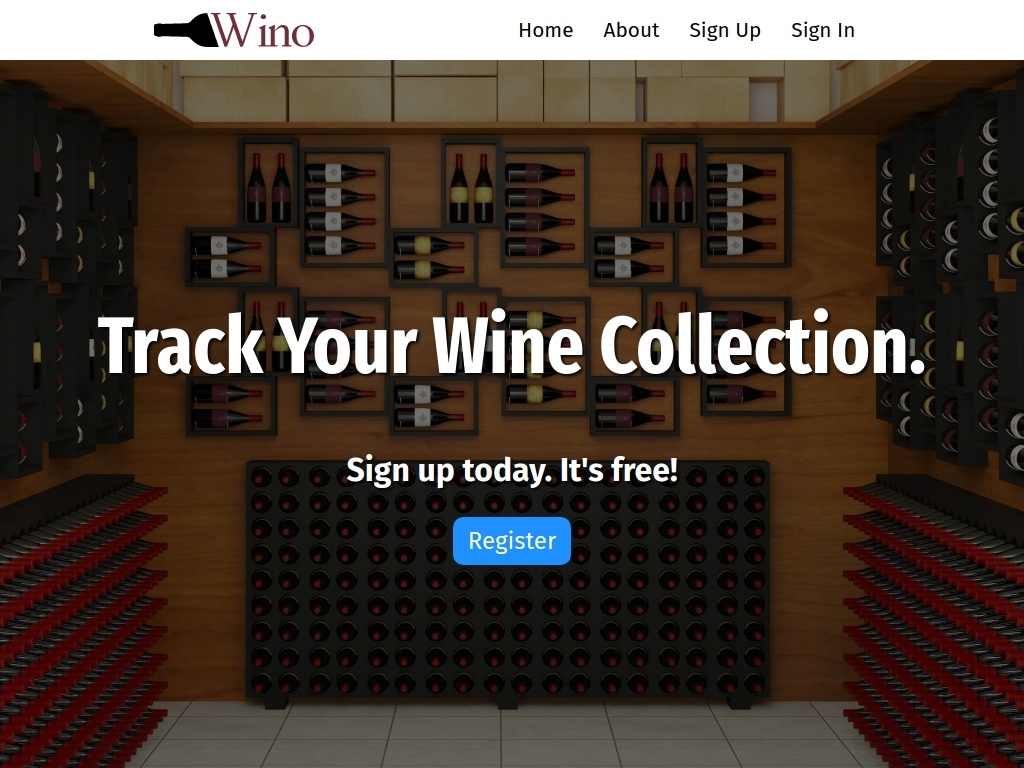 Wino
Home About Sign Up Sign In
Track Your Wine Collection.
Sign up today. It's free!
Register